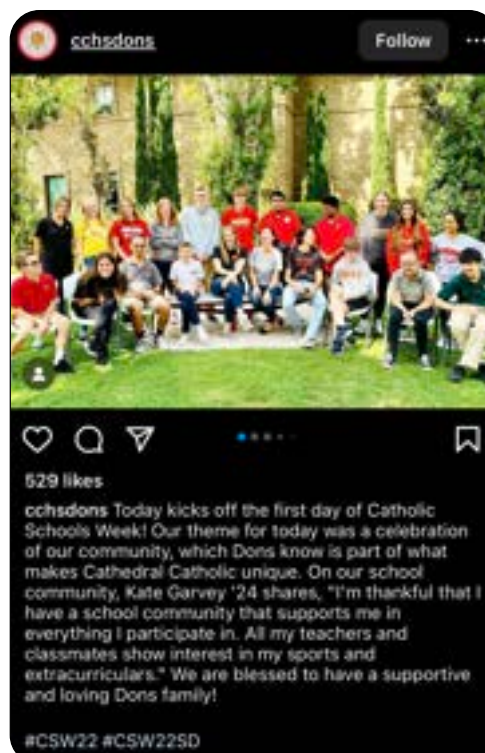 cchsdons
Follow
529 likes
cchsdons Today kicks off the first day of Catholic
Schools Week! Our theme for today was a celebration
of our community, which Dons know is part of what
makes Cathedral Catholic unique. On our school
community, Kate Garvey '24 shares, "I'm thankful that I
have a school community that supports me in
everything I participate in. All my teachers and
classmates show interest in my sports and
extracurriculars." We are blessed to have a supportive
and loving Dons family!
#CSW22 #CSW22SD